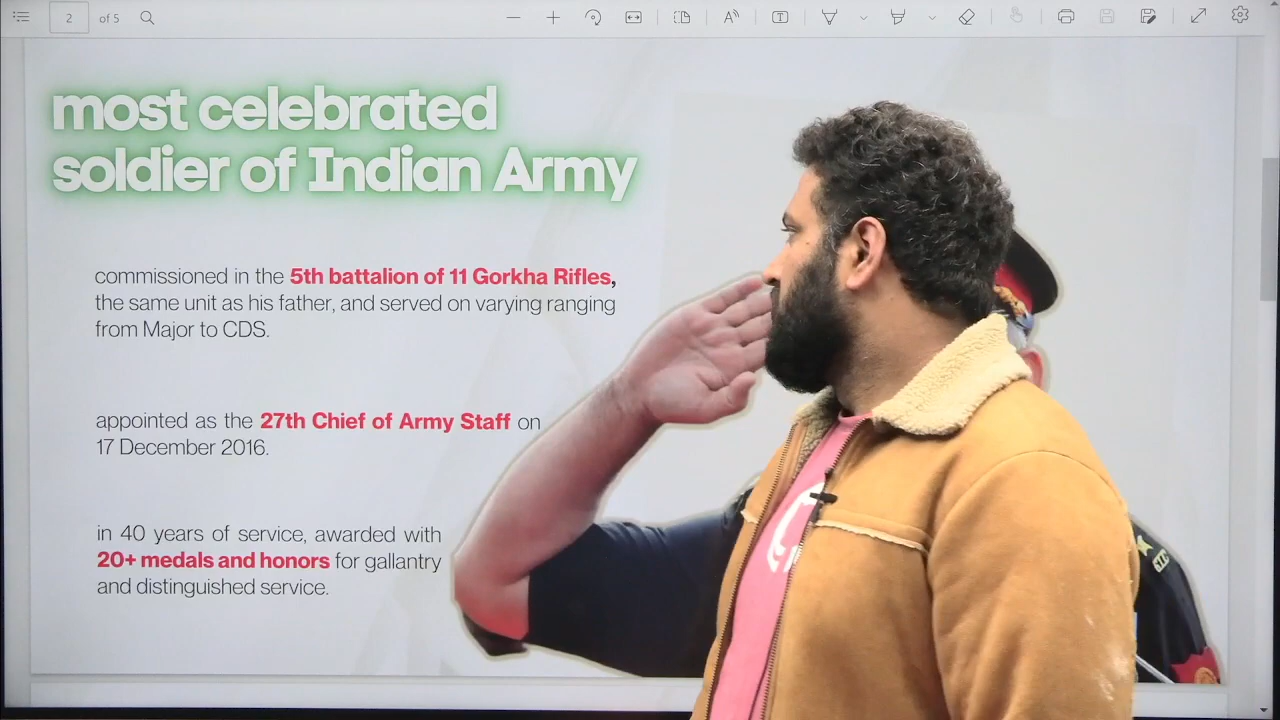 2 of 5
most celebrated
soldier of Indian Army
commissioned in the 5th battalion of 11 Gorkha Rifles,
the same unit as his father, and served on varying ranging
from Major to CDS.
appointed as the 27th Chief of Army Staff on
17 December 2016.
in 40 years of service, awarded with
20+ medals and honors for gallantry
and distinguished service.